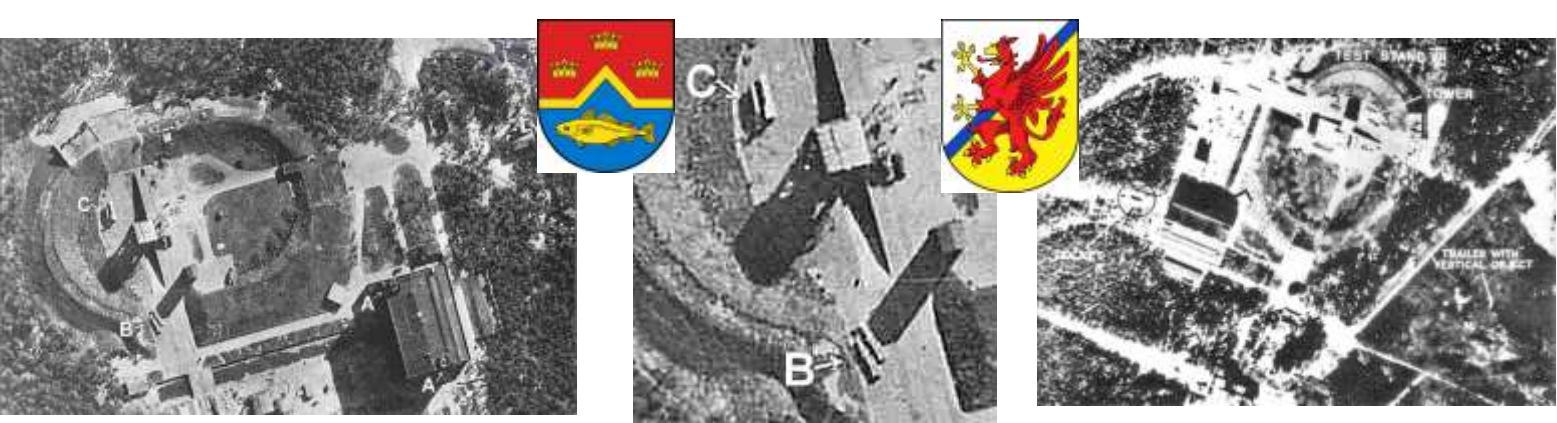 C
B
A
A
C
B
TEST STAND VII
TOWER
TRAILER WITH
VERTICAL OBJECT